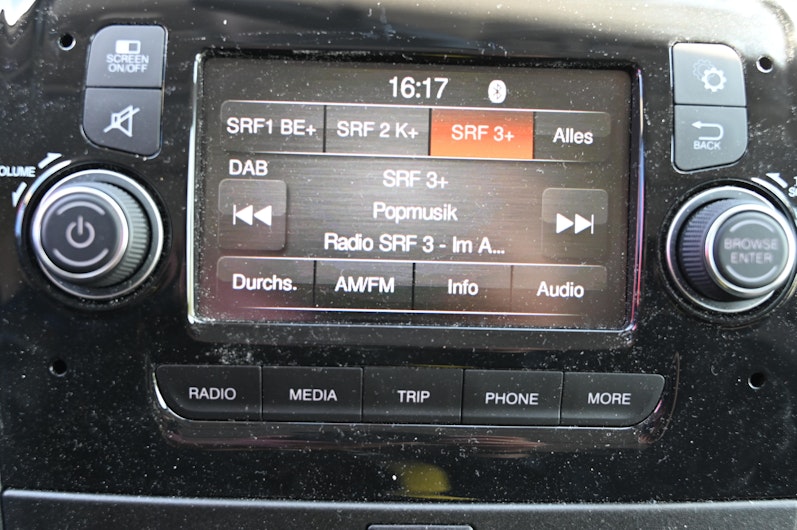 SCREEN
ON/OFF
16:17
SRF1 BE+ SRF 2 K+ SRF 3+ Alles
DAB
SRF 3+
Popmusik
Radio SRF 3 - Im A...
Durchs. AM/FM Info Audio
VOLUME
BACK
BROWSE
ENTER
RADIO MEDIA TRIP PHONE MORE